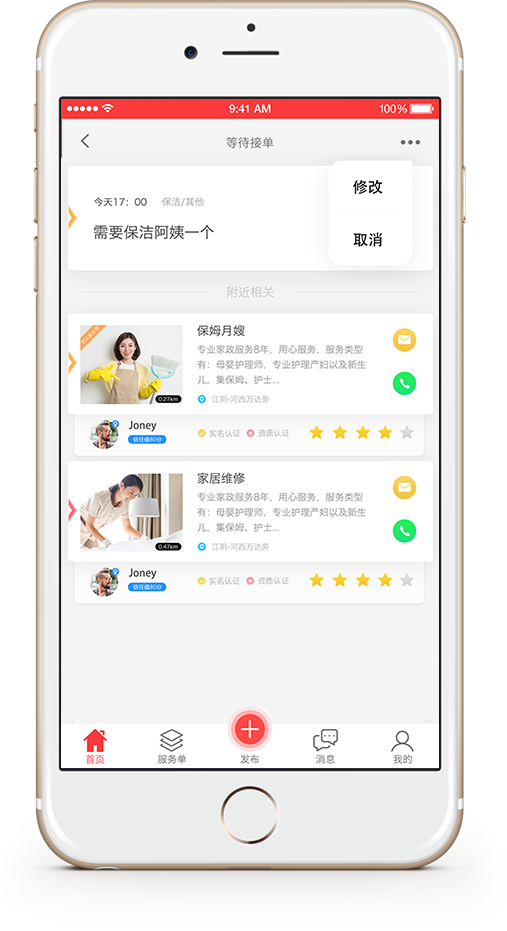 9:41 AM
100%
等待接单
修改
今天17：00 保洁/其他
需要保洁阿姨一个
取消
附近相关
保姆月嫂
专业家政服务8年，用心服务，服务类型
有：母婴护理师，专业护理产妇以及新生
儿，集保姆、护士...
0.27km
江阴-河西万达旁
Joney
信任值80分
实名认证 资质认证
家居维修
专业家政服务8年，用心服务，服务类型
有：母婴护理师，专业护理产妇以及新生
儿，集保姆、护士...
0.47km
江阴-河西万达旁
Joney
信任值80分
实名认证 资质认证
首页 服务单 发布 消息 我的